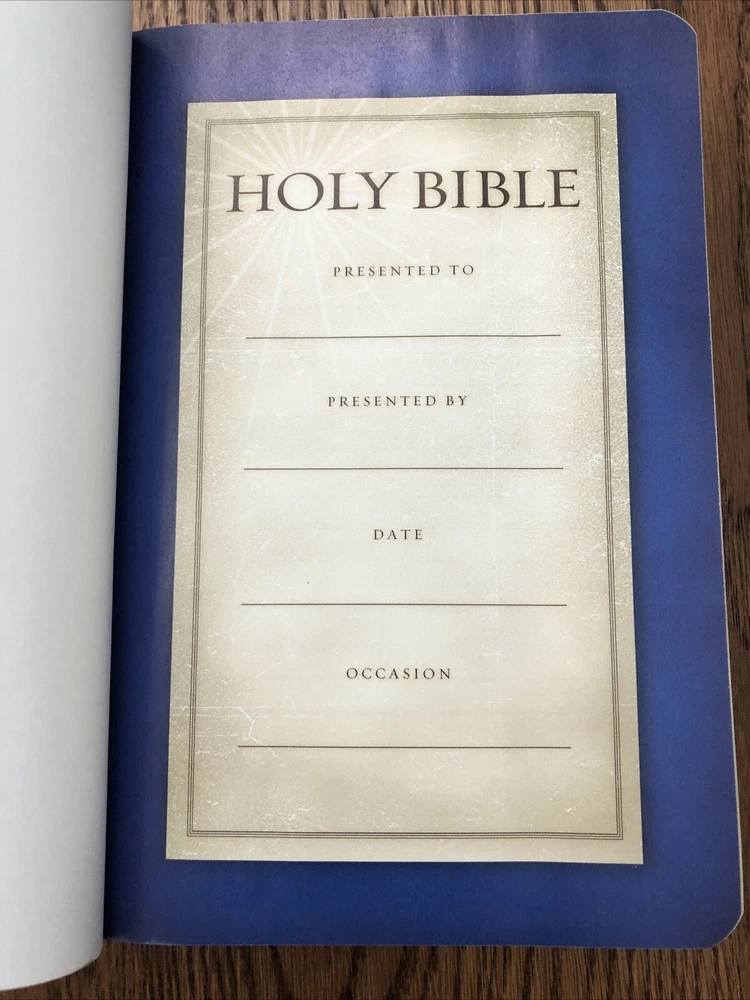 HOLY BIBLE
PRESENTED TO
PRESENTED BY
DATE
OCCASION